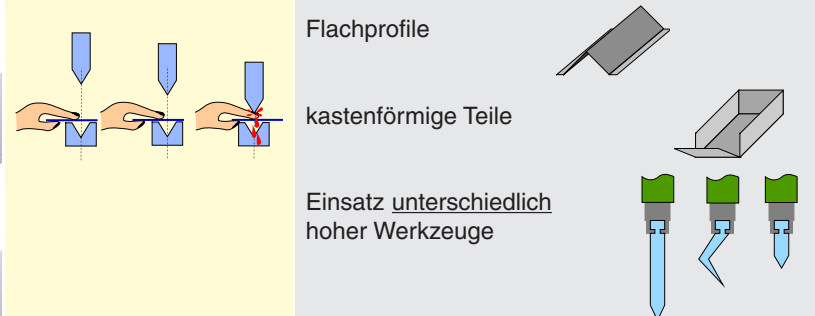 Flachprofile
kastenförmige Teile
Einsatz unterschiedlich
hoher Werkzeuge